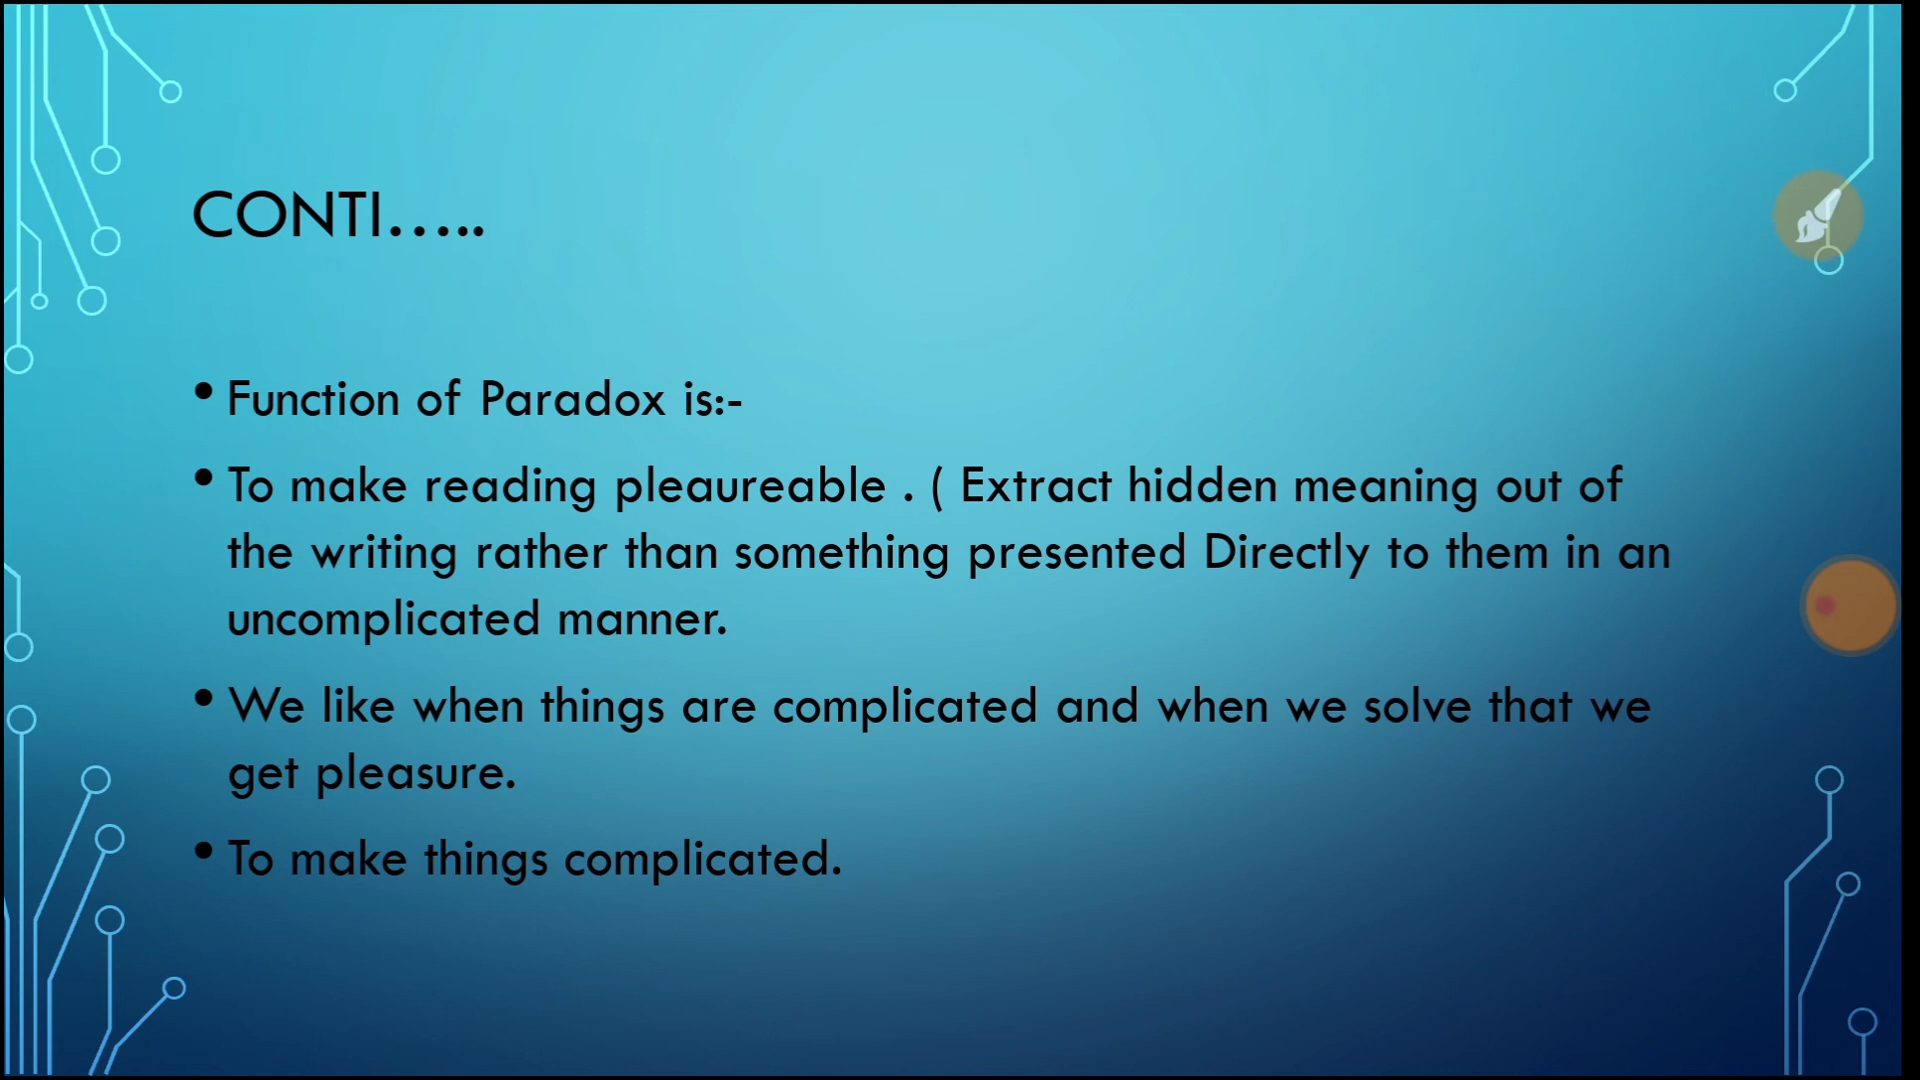 CONTI…..
• Function of Paradox is:-
• To make reading pleaureable . ( Extract hidden meaning out of
the writing rather than something presented Directly to them in an
uncomplicated manner.
• We like when things are complicated and when we solve that we
get pleasure.
• To make things complicated.